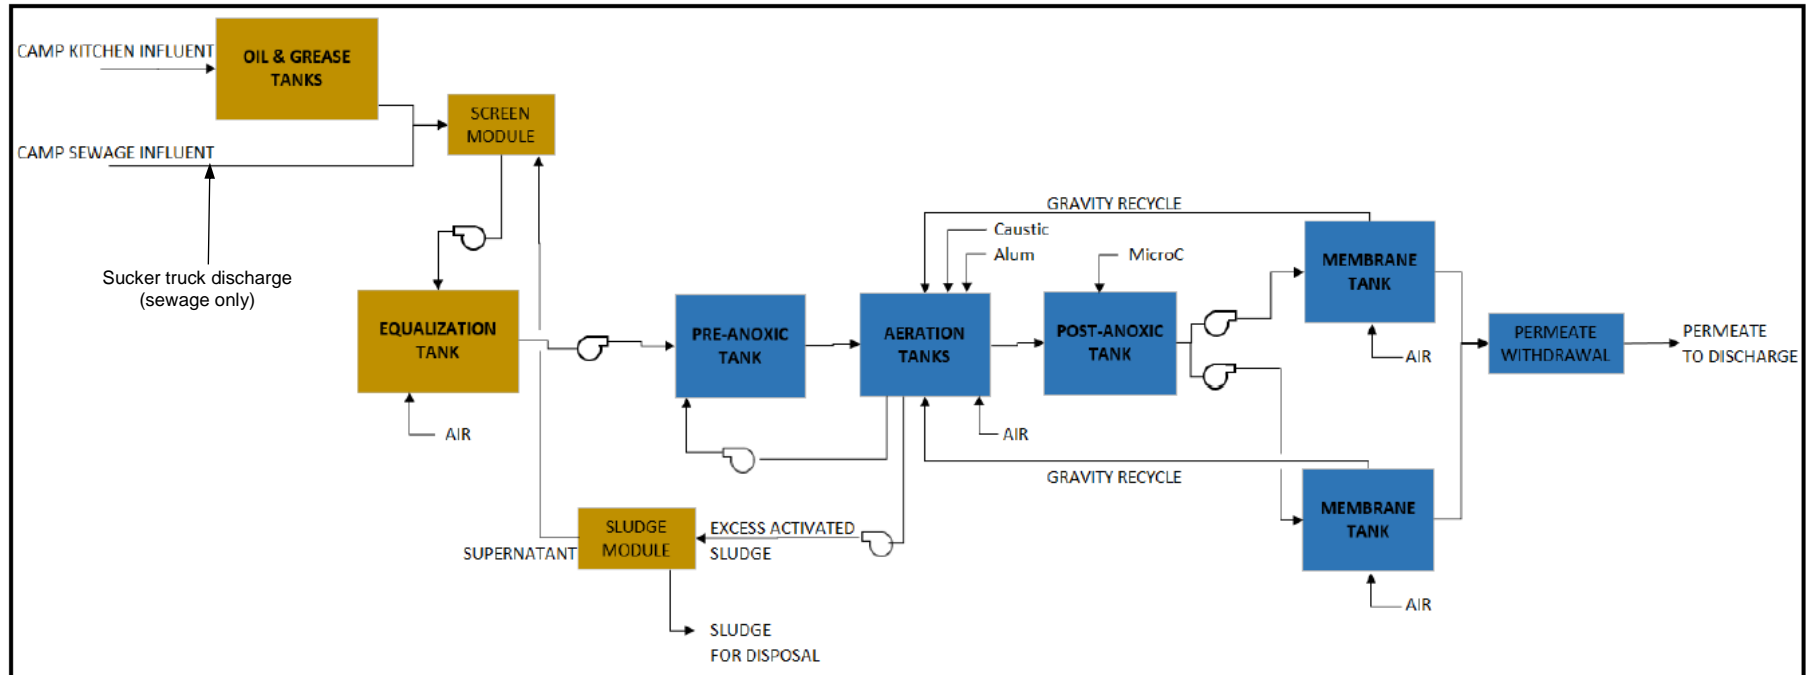 CAMP KITCHEN INFLUENT
OIL & GREASE
TANKS
SCREEN
MODULE
CAMP SEWAGE INFLUENT
Sucker truck discharge
(sewage only)
GRAVITY RECYCLE
Caustic
Alum
MicroC
MEMBRANE
TANK
AIR
EQUALIZATION
TANK
AIR
PRE-ANOXIC
TANK
AERATION
TANKS
AIR
POST-ANOXIC
TANK
PERMEATE
WITHDRAWAL
PERMEATE
TO DISCHARGE
GRAVITY RECYCLE
MEMBRANE
TANK
AIR
SUPERNATANT
SLUDGE
MODULE
EXCESS ACTIVATED
SLUDGE
SLUDGE
FOR DISPOSAL